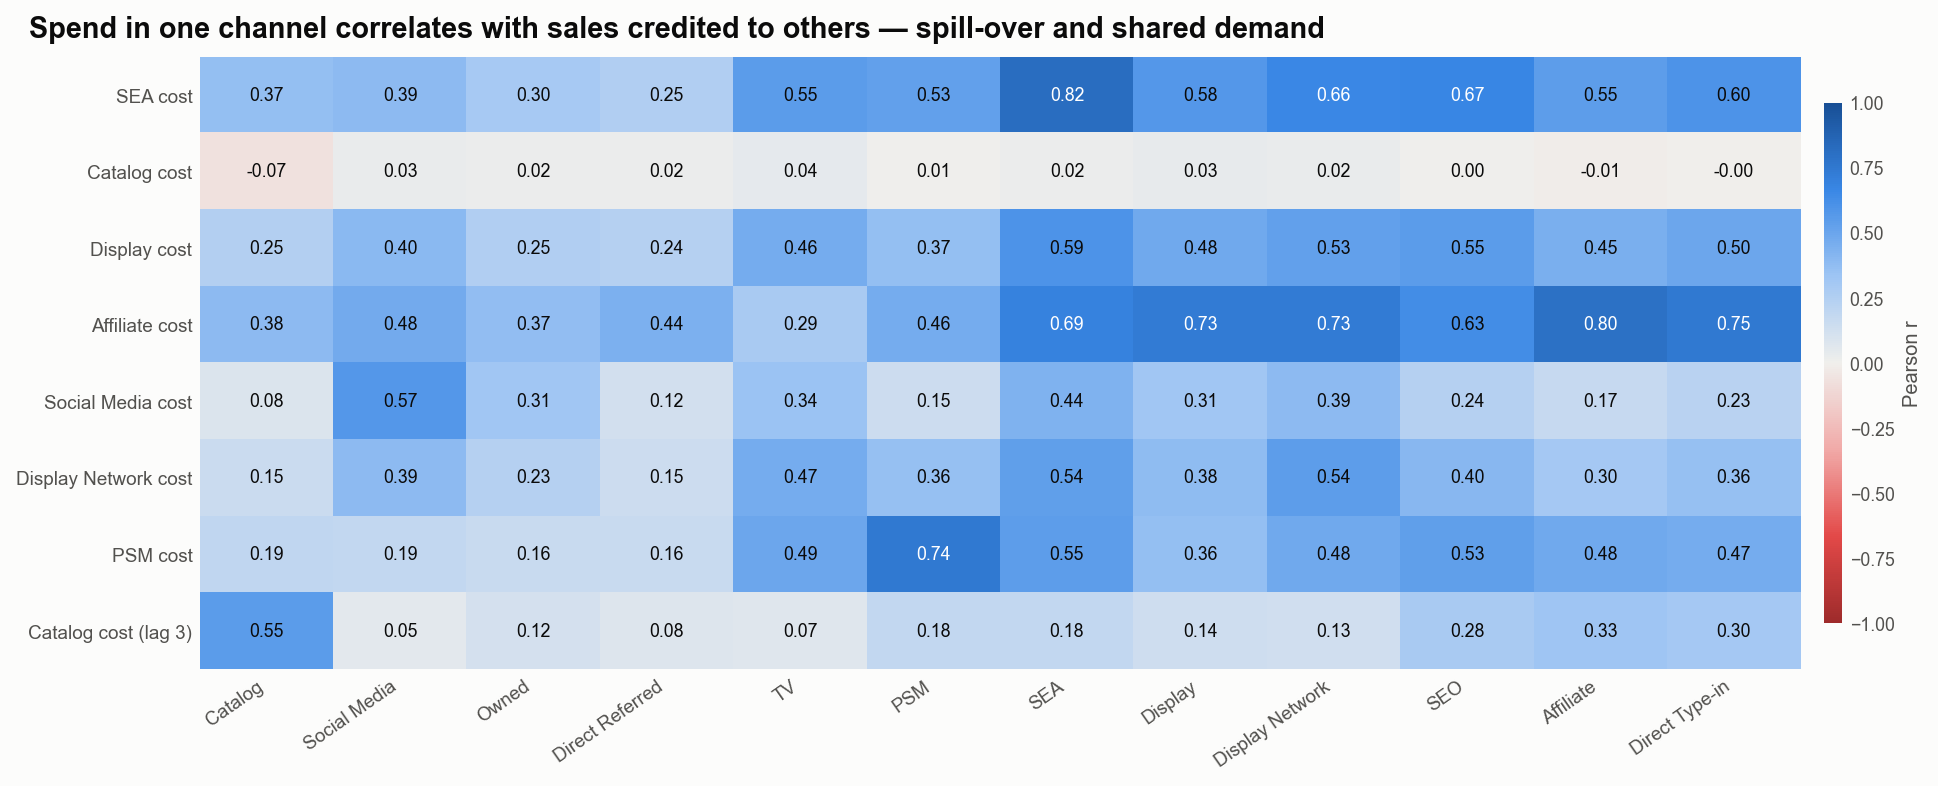 Spend in one channel correlates with sales credited to others — spill-over and shared demand
SEA cost 0.37 0.39 0.30 0.25 0.55 0.53 0.82 0.58 0.66 0.67 0.55 0.60
Catalog cost -0.07 0.03 0.02 0.02 0.04 0.01 0.02 0.03 0.02 0.00 -0.01 -0.00
Display cost 0.25 0.40 0.25 0.24 0.46 0.37 0.59 0.48 0.53 0.55 0.45 0.50
Affiliate cost 0.38 0.48 0.37 0.44 0.29 0.46 0.69 0.73 0.73 0.63 0.80 0.75
Social Media cost 0.08 0.57 0.31 0.12 0.34 0.15 0.44 0.31 0.39 0.24 0.17 0.23
Display Network cost 0.15 0.39 0.23 0.15 0.47 0.36 0.54 0.38 0.54 0.40 0.30 0.36
PSM cost 0.19 0.19 0.16 0.16 0.49 0.74 0.55 0.36 0.48 0.53 0.48 0.47
Catalog cost (lag 3) 0.55 0.05 0.12 0.08 0.07 0.18 0.18 0.14 0.13 0.28 0.33 0.30
Catalog
Social Media
Owned
Direct Referred
TV
PSM
SEA
Display
Display Network
SEO
Affiliate
Direct Type-in
1.00
0.75
0.50
0.25
0.00
−0.25
−0.50
−0.75
−1.00
Pearson r